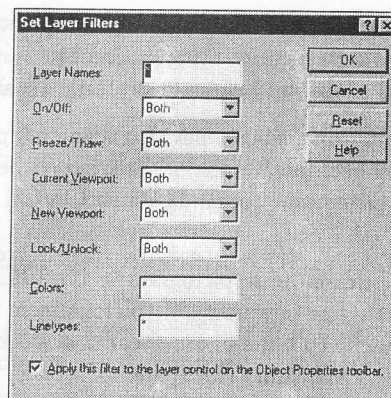 Set Layer Filters
Layer Names: *
On/Off: Both
Freeze/Thaw: Both
Current Viewport: Both
New Viewport: Both
Lock/Unlock: Both
Colors: *
Linetypes: *
Apply this filter to the layer control on the Object Properties toolbar.
OK
Cancel
Reset
Help